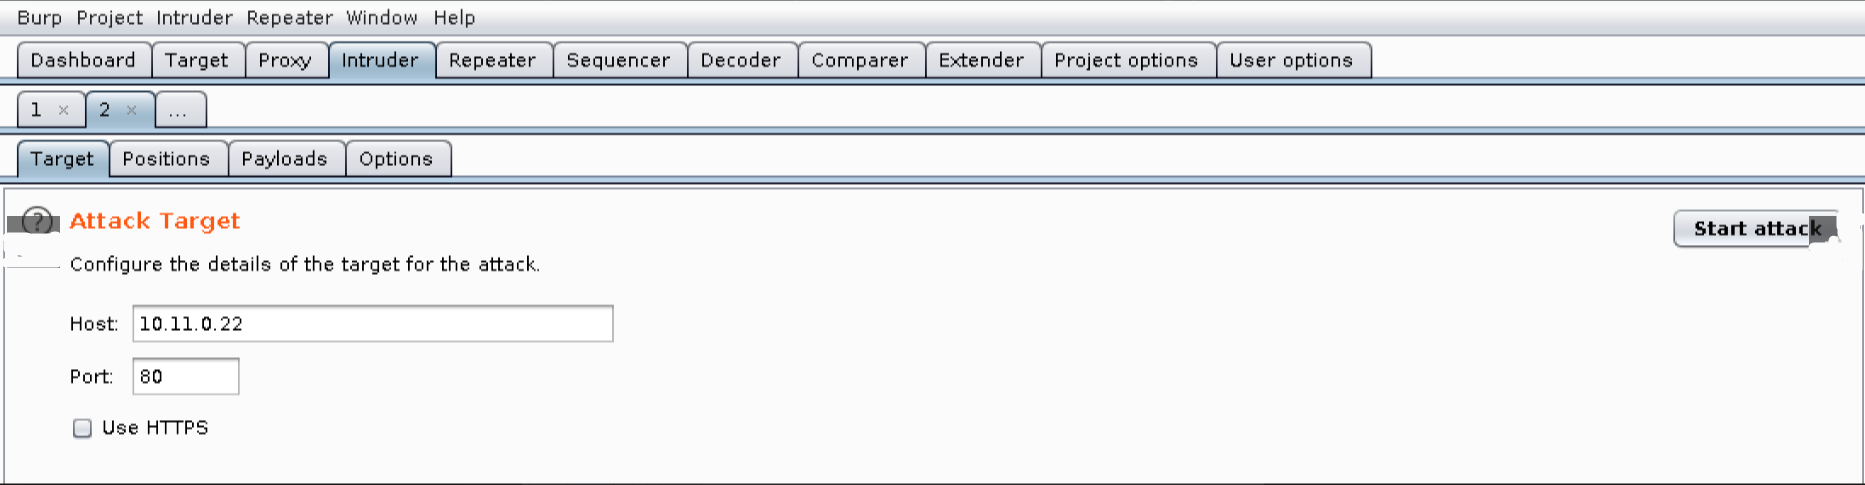 Burp Project Intruder Repeater Window Help
Dashboard Target Proxy Intruder Repeater Sequencer Decoder Comparer Extender Project options User options
1 × 2 × ...
Target Positions Payloads Options
? Attack Target Start attack
Configure the details of the target for the attack.
Host: 10.11.0.22
Port: 80
Use HTTPS